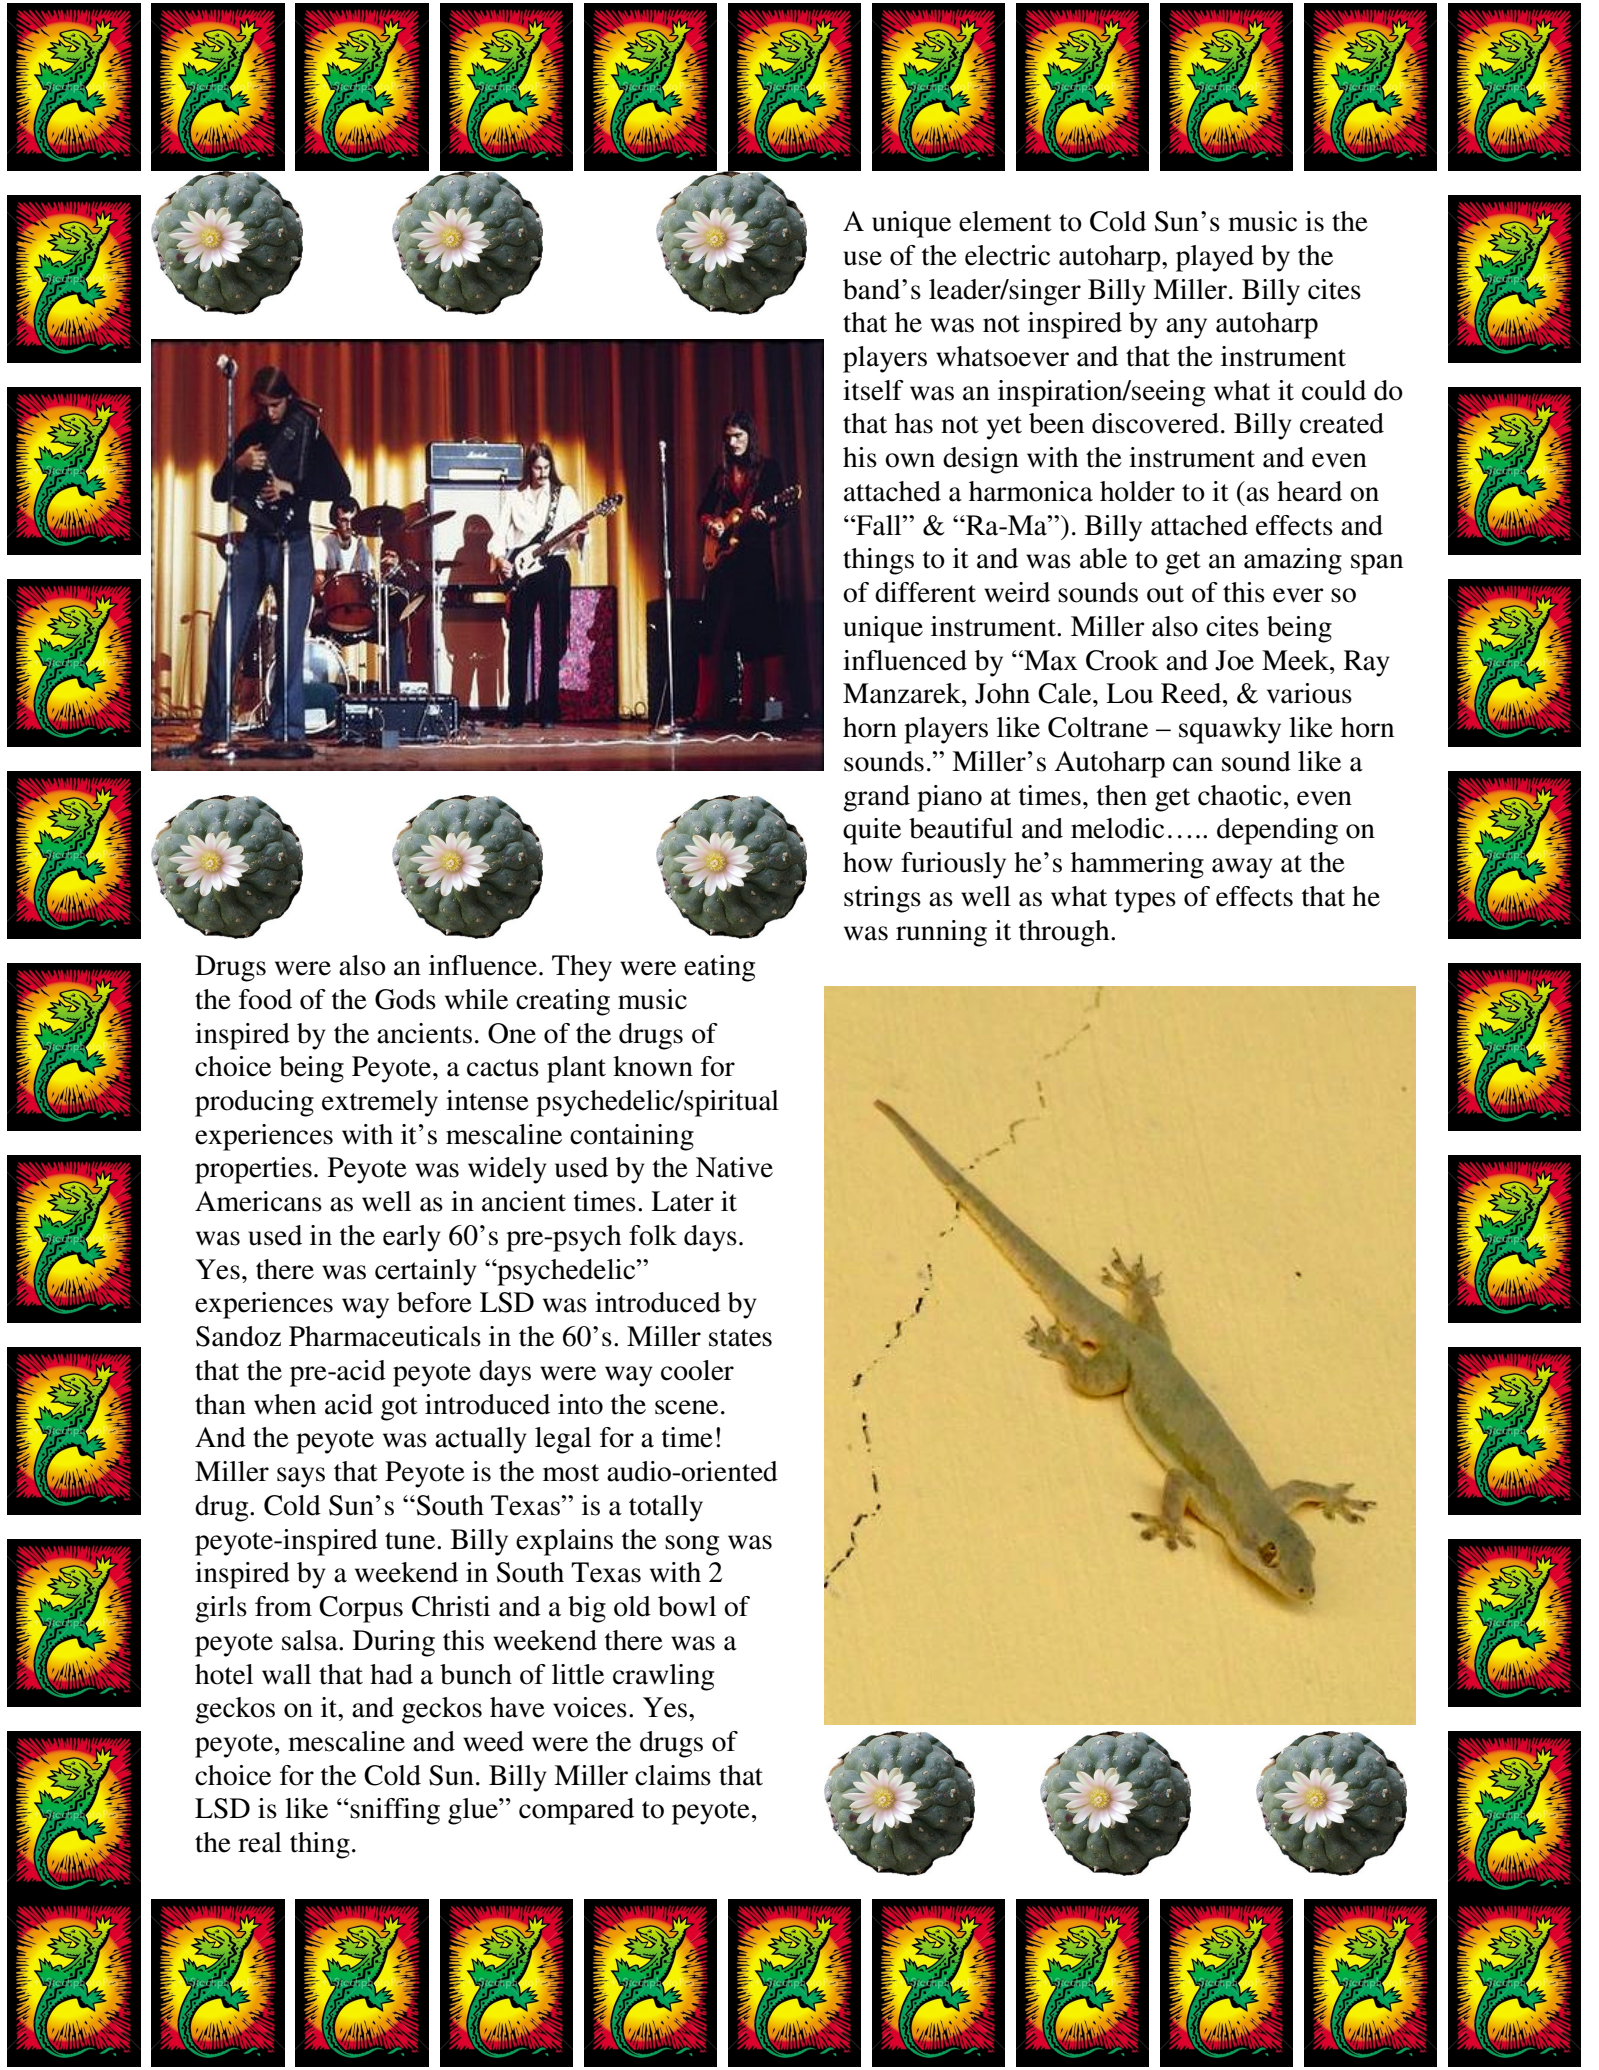 A unique element to Cold Sun’s music is the
use of the electric autoharp, played by the
band’s leader/singer Billy Miller. Billy cites
that he was not inspired by any autoharp
players whatsoever and that the instrument
itself was an inspiration/seeing what it could do
that has not yet been discovered. Billy created
his own design with the instrument and even
attached a harmonica holder to it (as heard on
“Fall” & “Ra-Ma”). Billy attached effects and
things to it and was able to get an amazing span
of different weird sounds out of this ever so
unique instrument. Miller also cites being
influenced by “Max Crook and Joe Meek, Ray
Manzarek, John Cale, Lou Reed, & various
horn players like Coltrane – squawky like horn
sounds.” Miller’s Autoharp can sound like a
grand piano at times, then get chaotic, even
quite beautiful and melodic….. depending on
how furiously he’s hammering away at the
strings as well as what types of effects that he
was running it through.
Drugs were also an influence. They were eating
the food of the Gods while creating music
inspired by the ancients. One of the drugs of
choice being Peyote, a cactus plant known for
producing extremely intense psychedelic/spiritual
experiences with it’s mescaline containing
properties. Peyote was widely used by the Native
Americans as well as in ancient times. Later it
was used in the early 60’s pre-psych folk days.
Yes, there was certainly “psychedelic”
experiences way before LSD was introduced by
Sandoz Pharmaceuticals in the 60’s. Miller states
that the pre-acid peyote days were way cooler
than when acid got introduced into the scene.
And the peyote was actually legal for a time!
Miller says that Peyote is the most audio-oriented
drug. Cold Sun’s “South Texas” is a totally
peyote-inspired tune. Billy explains the song was
inspired by a weekend in South Texas with 2
girls from Corpus Christi and a big old bowl of
peyote salsa. During this weekend there was a
hotel wall that had a bunch of little crawling
geckos on it, and geckos have voices. Yes,
peyote, mescaline and weed were the drugs of
choice for the Cold Sun. Billy Miller claims that
LSD is like “sniffing glue” compared to peyote,
the real thing.